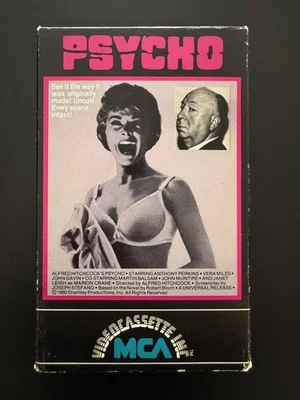 PSYCHO
See it the way it
was originally
made! Uncut!
Every scene
intact!
ALFRED HITCHCOCK'S PSYCHO • STARRING ANTHONY PERKINS • VERA MILES
JOHN GAVIN • CO-STARRING MARTIN BALSAM • JOHN McINTIRE • AND JANET
LEIGH as MARION CRANE • Directed by ALFRED HITCHCOCK • Screenplay by
JOSEPH STEFANO • Based on the Novel by Robert Bloch • A UNIVERSAL RELEASE •
© 1960 Shamley Productions, Inc. All Rights Reserved
MCA
VIDEOCASSETTE INC.™